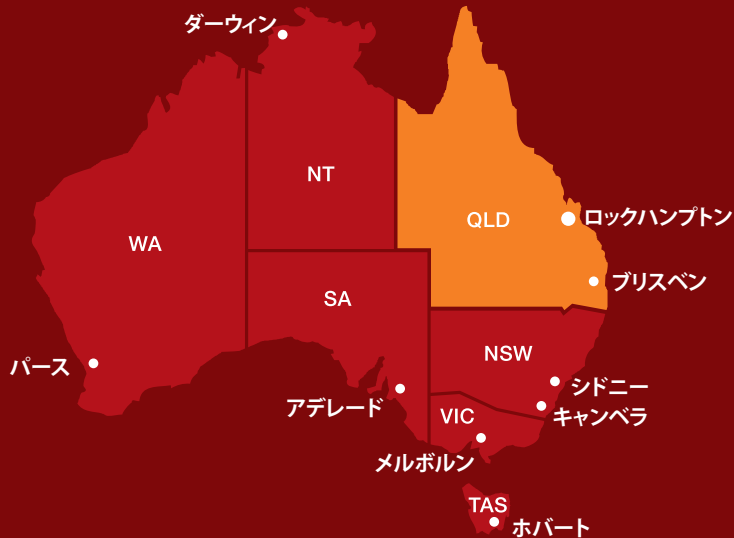 ダーウィン
NT
QLD
ロックハンプトン
WA
ブリスベン
SA
NSW
パース
シドニー
アデレード
キャンベラ
VIC
メルボルン
TAS
ホバート